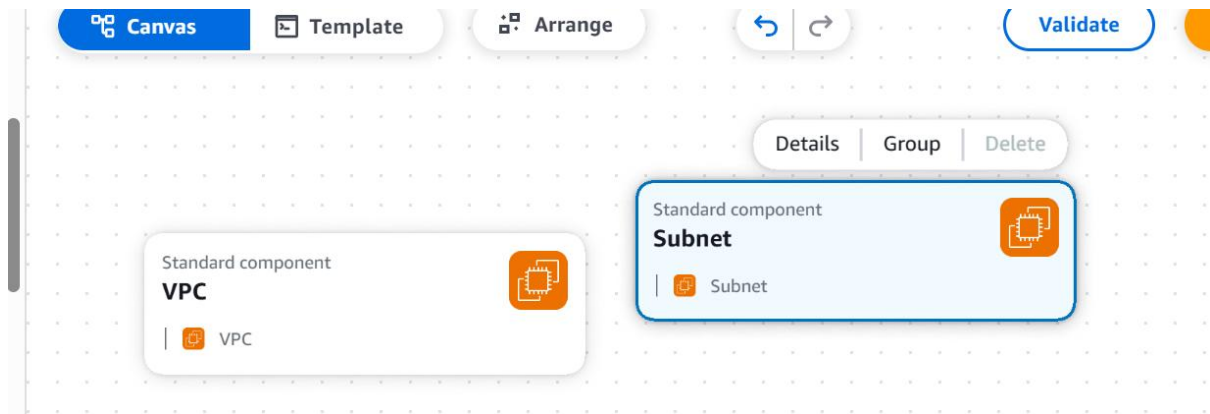 Canvas
Template
Arrange
Validate
Details
Group
Delete
Standard component
Subnet
Subnet
Standard component
VPC
VPC